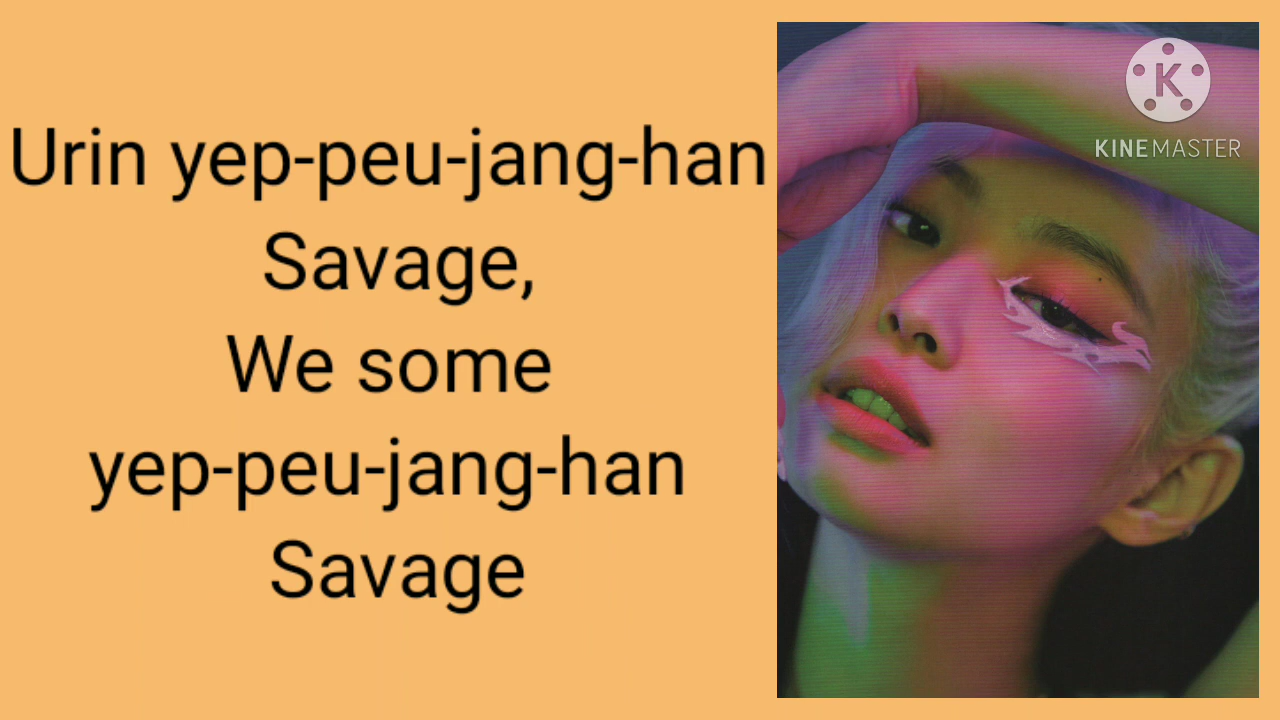 Urin yep-peu-jang-han
Savage,
We some
yep-peu-jang-han
Savage
K
KINEMASTER